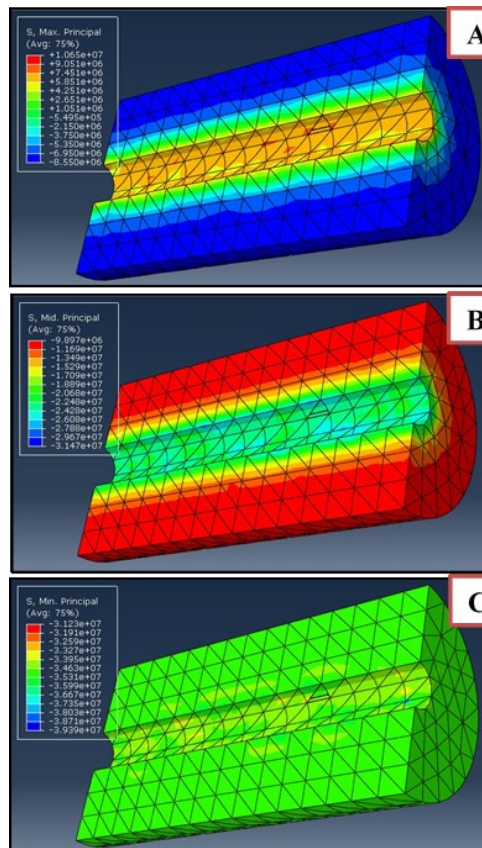 A
S, Max. Principal
(Avg: 75%)
+1.065e+07
+9.051e+06
+7.451e+06
+5.851e+06
+4.251e+06
+2.651e+06
+1.051e+06
-5.495e+05
-2.150e+06
-3.750e+06
-5.350e+06
-6.950e+06
-8.550e+06
B
S, Mid. Principal
(Avg: 75%)
-9.897e+06
-1.169e+07
-1.349e+07
-1.529e+07
-1.709e+07
-1.889e+07
-2.068e+07
-2.248e+07
-2.428e+07
-2.608e+07
-2.788e+07
-2.967e+07
-3.147e+07
C
S, Min. Principal
(Avg: 75%)
-3.123e+07
-3.191e+07
-3.259e+07
-3.327e+07
-3.395e+07
-3.463e+07
-3.531e+07
-3.599e+07
-3.667e+07
-3.735e+07
-3.803e+07
-3.871e+07
-3.939e+07